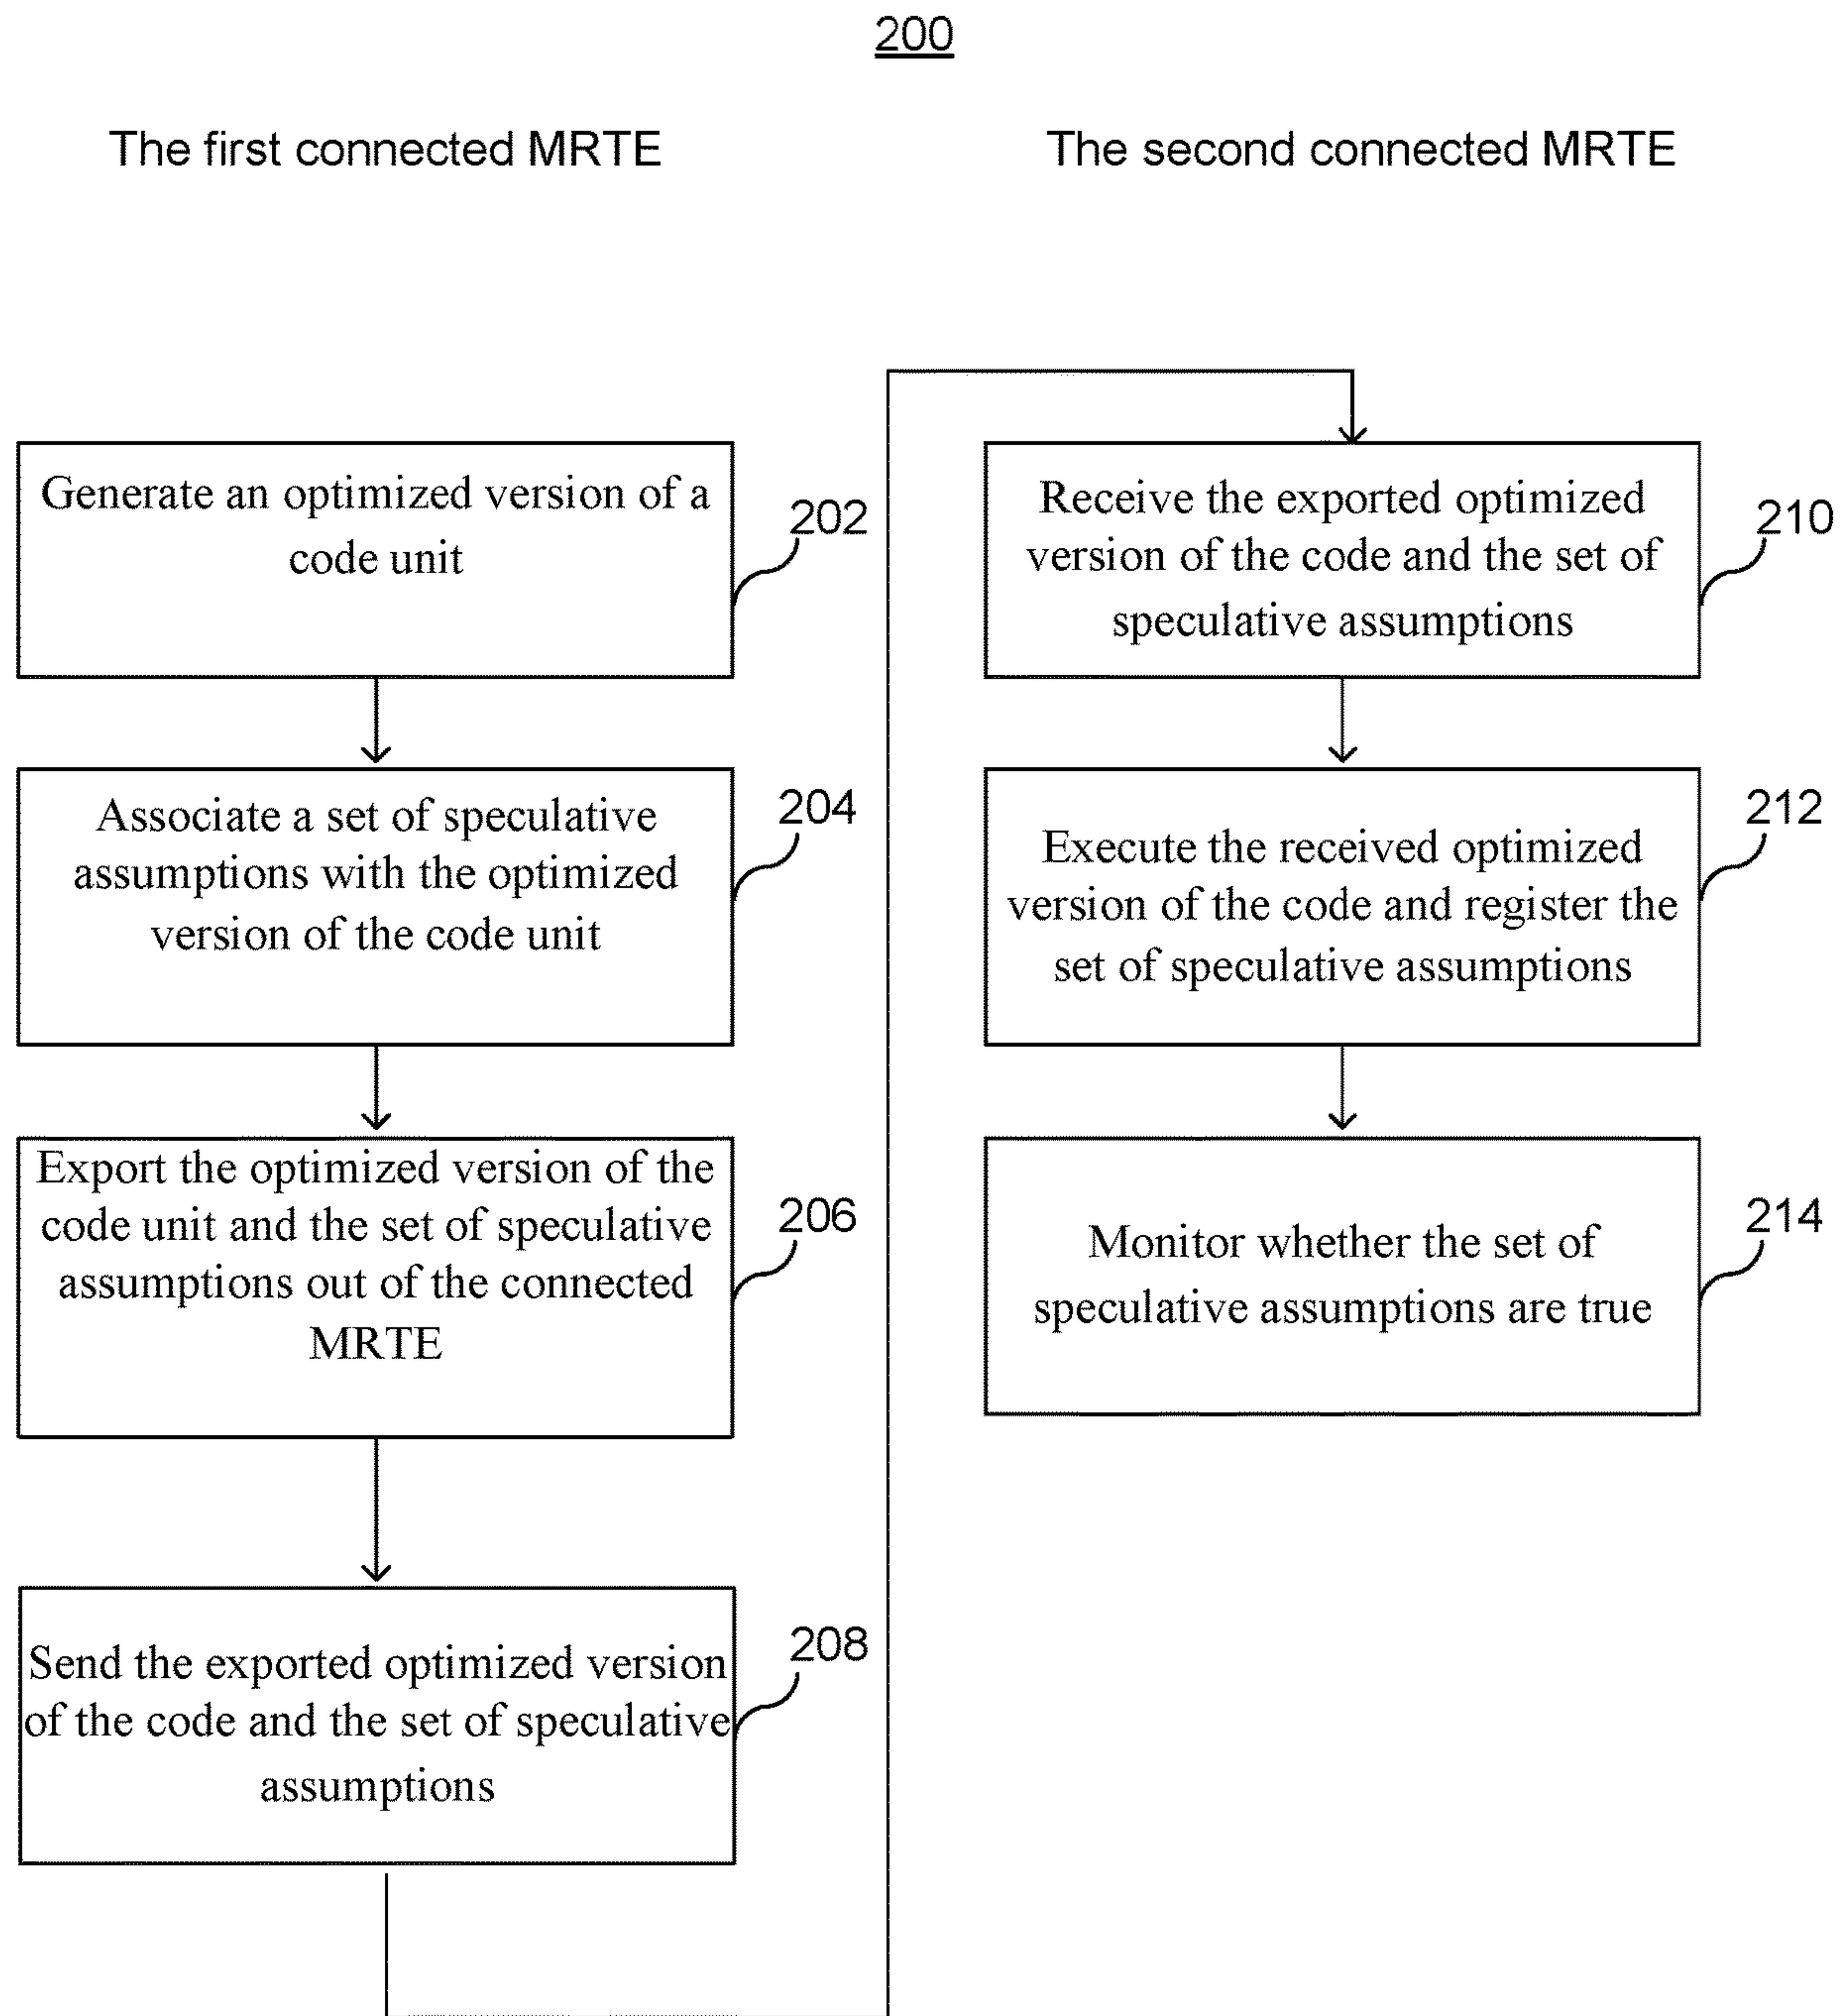 200
The first connected MRTE
Generate an optimized version of a
code unit
202
Associate a set of speculative
assumptions with the optimized
version of the code unit
204
Export the optimized version of the
code unit and the set of speculative
assumptions out of the connected
MRTE
206
Send the exported optimized version
of the code and the set of speculative
assumptions
208
The second connected MRTE
Receive the exported optimized
version of the code and the set of
speculative assumptions
210
Execute the received optimized
version of the code and register the
set of speculative assumptions
212
Monitor whether the set of
speculative assumptions are true
214